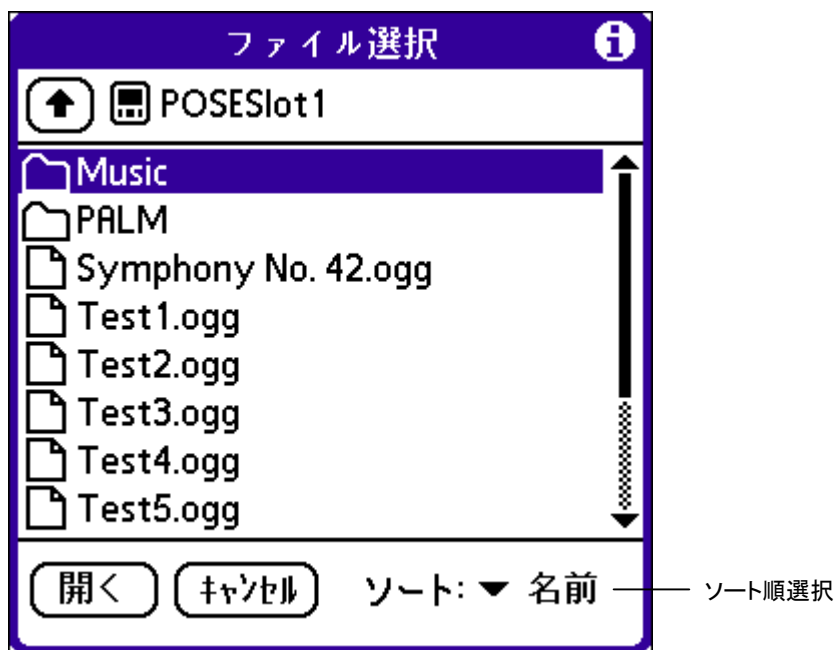 ファイル選択
POSESlot1
Music
PALM
Symphony No. 42.ogg
Test1.ogg
Test2.ogg
Test3.ogg
Test4.ogg
Test5.ogg
開く ｷｬﾝｾﾙ ソート: 名前 ソート順選択